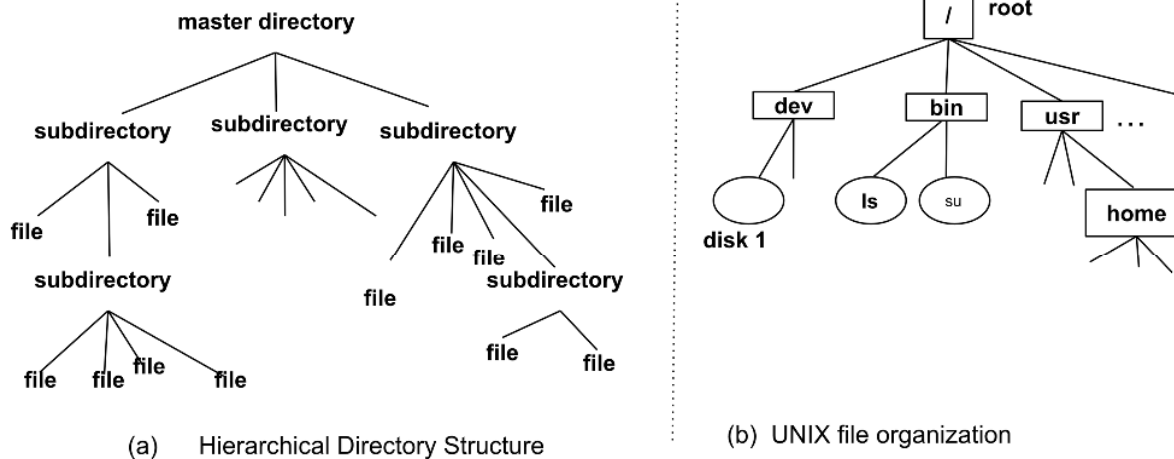 master directory
subdirectory
subdirectory
subdirectory
file
file
file
file
file
file
subdirectory
subdirectory
file
file
file
file
file
file
(a) Hierarchical Directory Structure
/
root
dev
bin
usr
...
ls
su
disk 1
home
(b) UNIX file organization